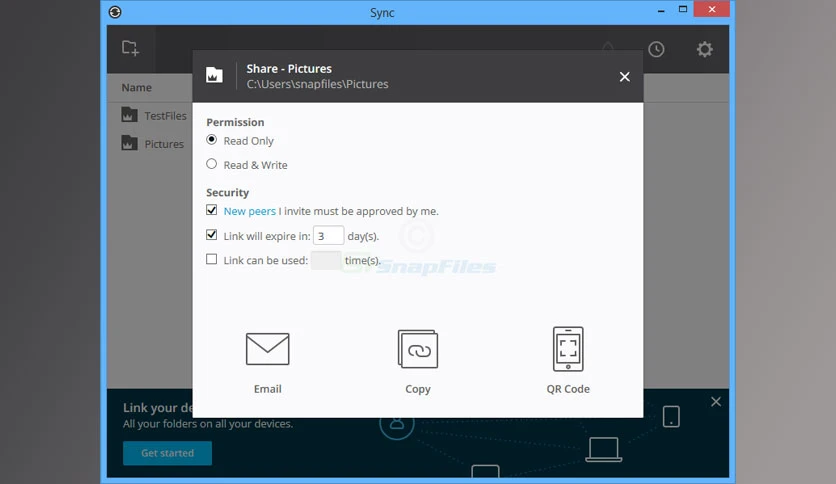 Sync
Share - Pictures
C:\Users\snapfiles\Pictures
Name
TestFiles
Pictures
Permission
Read Only
Read & Write
Security
New peers I invite must be approved by me.
Link will expire in: 3 day(s).
Link can be used: time(s).
SnapFiles
Email
Copy
QR Code
Link your de
All your folders on all your devices.
Get started